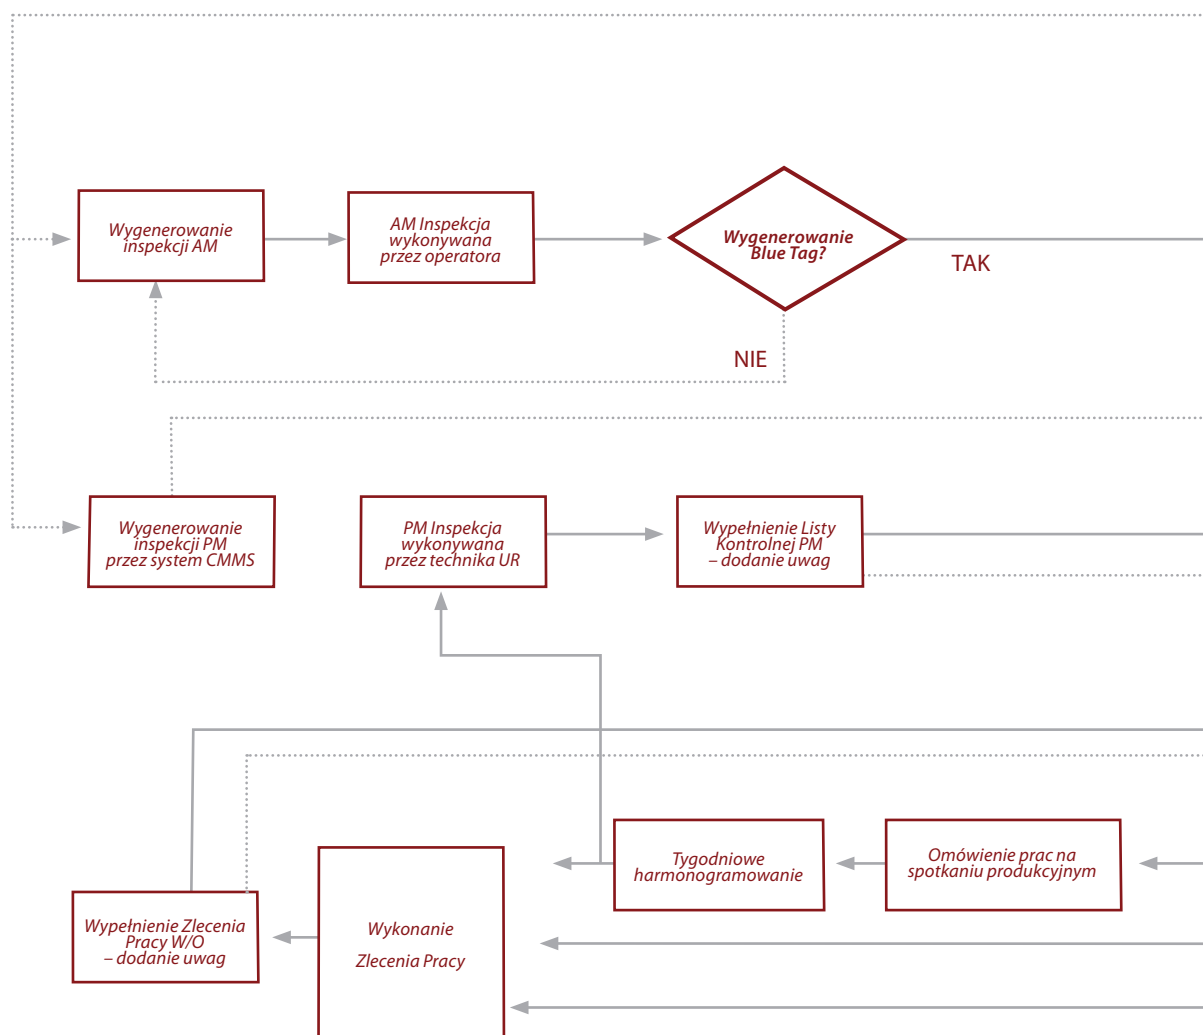 Wygenerowanie
inspekcji AM
AM Inspekcja
wykonywana
przez operatora
Wygenerowanie
Blue Tag?
TAK
NIE
Wygenerowanie
inspekcji PM
przez system CMMS
PM Inspekcja
wykonywana
przez technika UR
Wypełnienie Listy
Kontrolnej PM
– dodanie uwag
Tygodniowe
harmonogramowanie
Omówienie prac na
spotkaniu produkcyjnym
Wypełnienie Zlecenia
Pracy W/O
– dodanie uwag
Wykonanie
Zlecenia Pracy